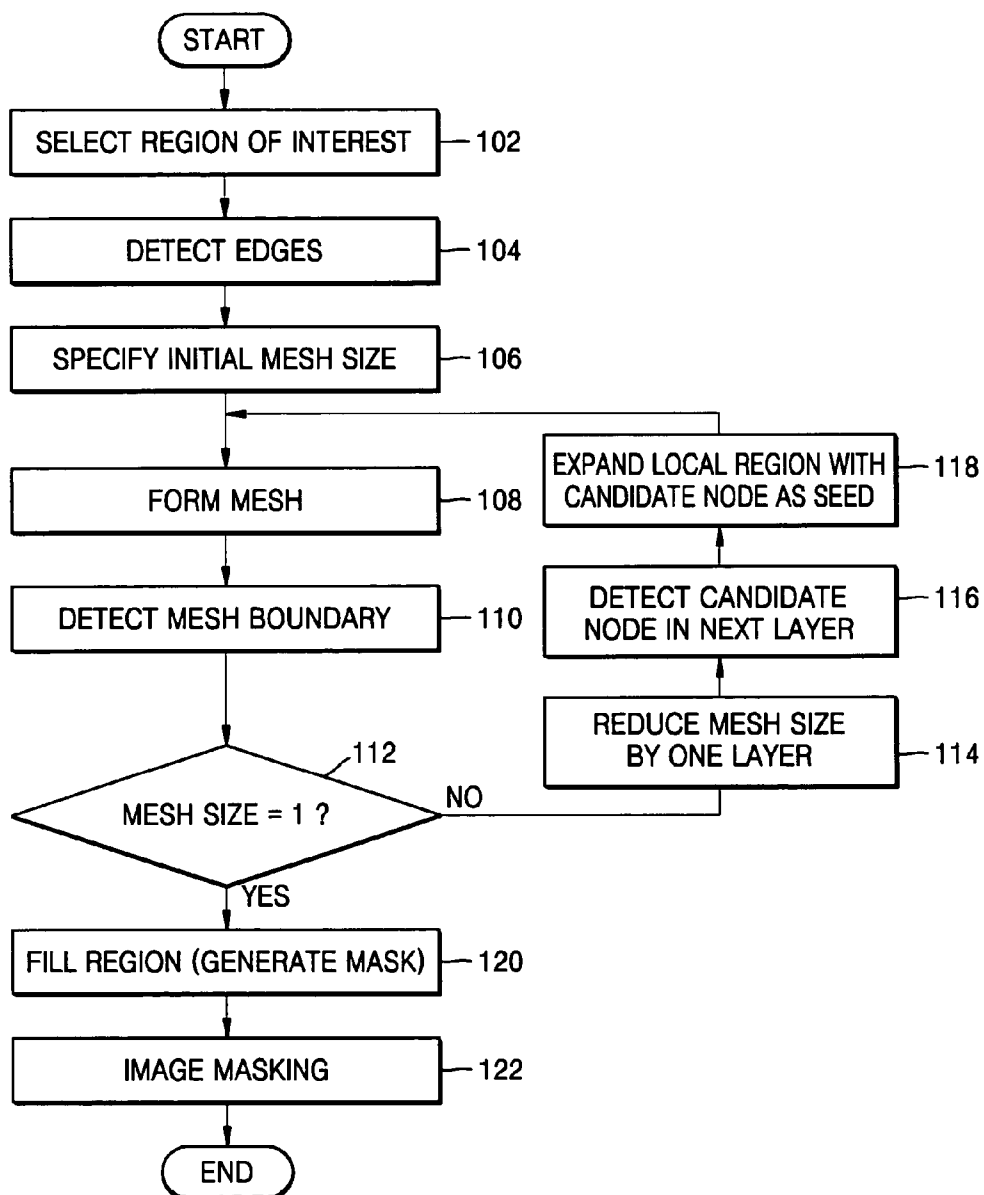 START
SELECT REGION OF INTEREST
102
DETECT EDGES
104
SPECIFY INITIAL MESH SIZE
106
FORM MESH
108
DETECT MESH BOUNDARY
110
MESH SIZE = 1 ?
112
NO
YES
REDUCE MESH SIZE
BY ONE LAYER
114
DETECT CANDIDATE
NODE IN NEXT LAYER
116
EXPAND LOCAL REGION WITH
CANDIDATE NODE AS SEED
118
FILL REGION (GENERATE MASK)
120
IMAGE MASKING
122
END